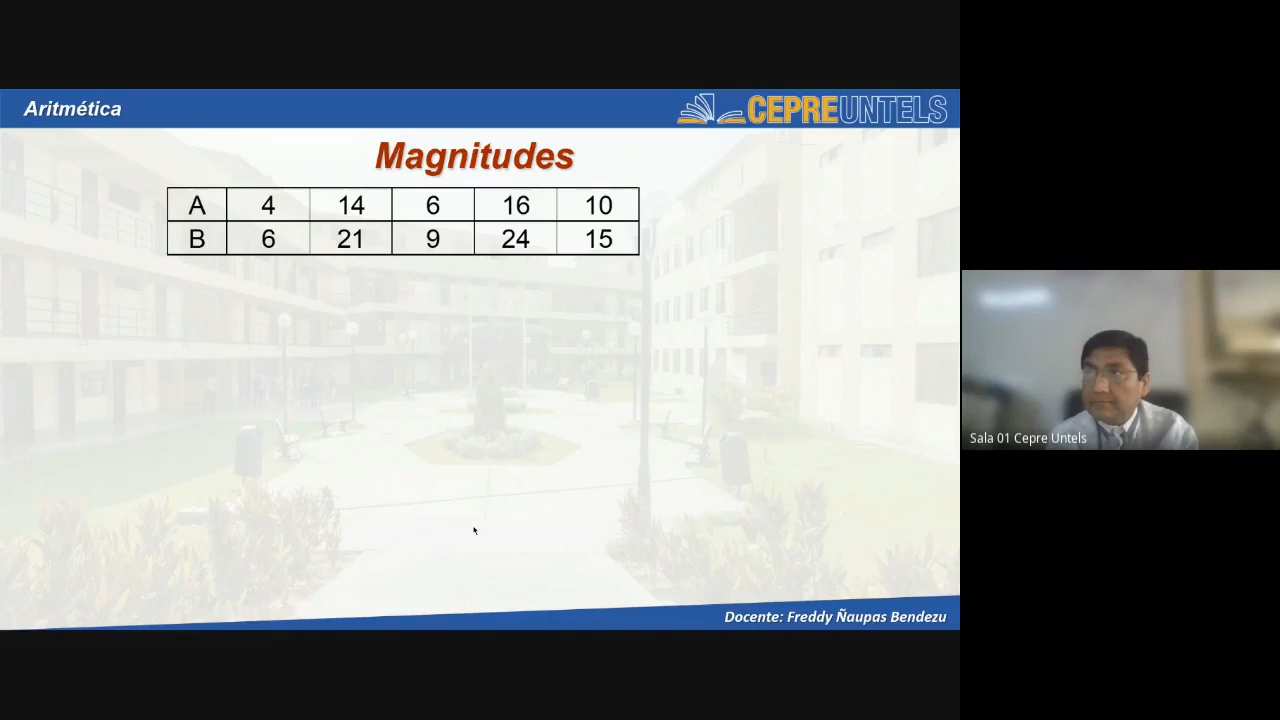 Aritmética
CEPREUNTELS
Magnitudes
A 4 14 6 16 10
B 6 21 9 24 15
Sala 01 Cepre Untels
Docente: Freddy Ñaupas Bendezu